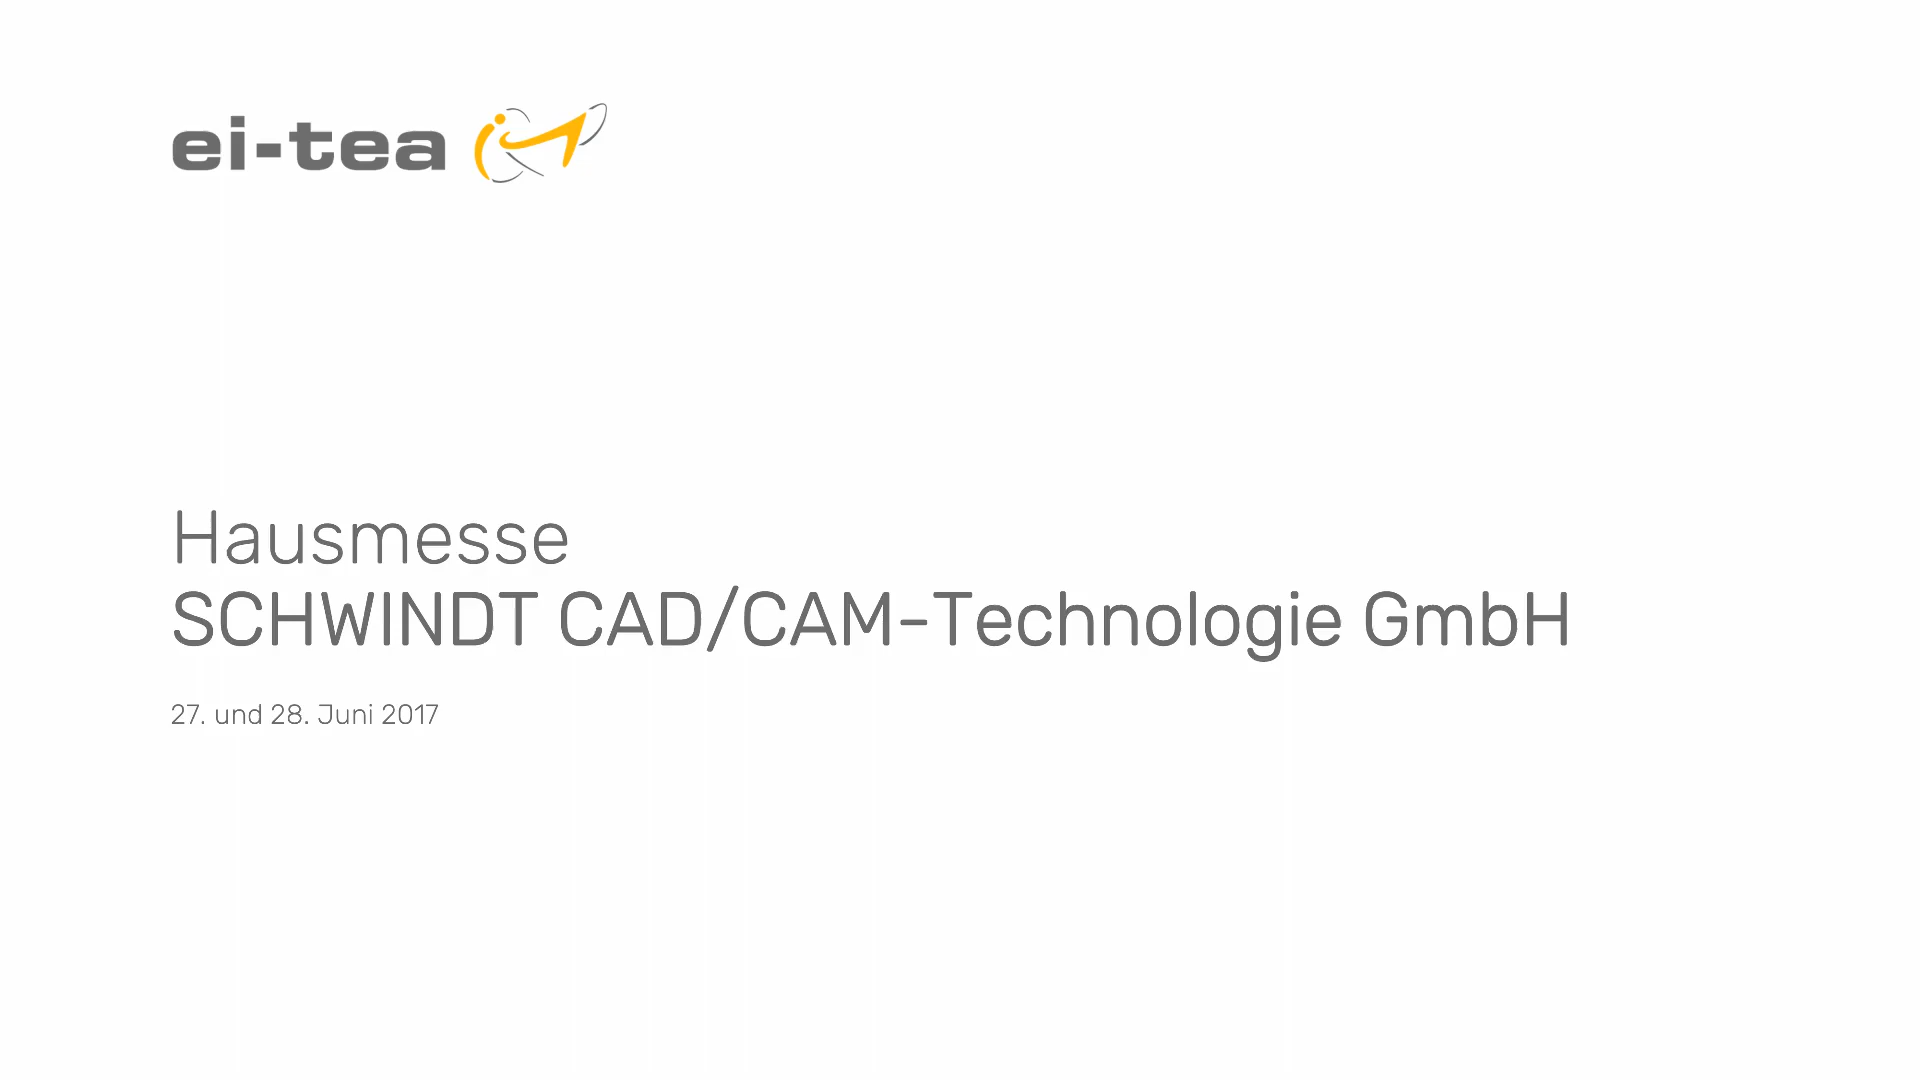 ei-tea
Hausmesse
SCHWINDT CAD/CAM-Technologie GmbH
27. und 28. Juni 2017